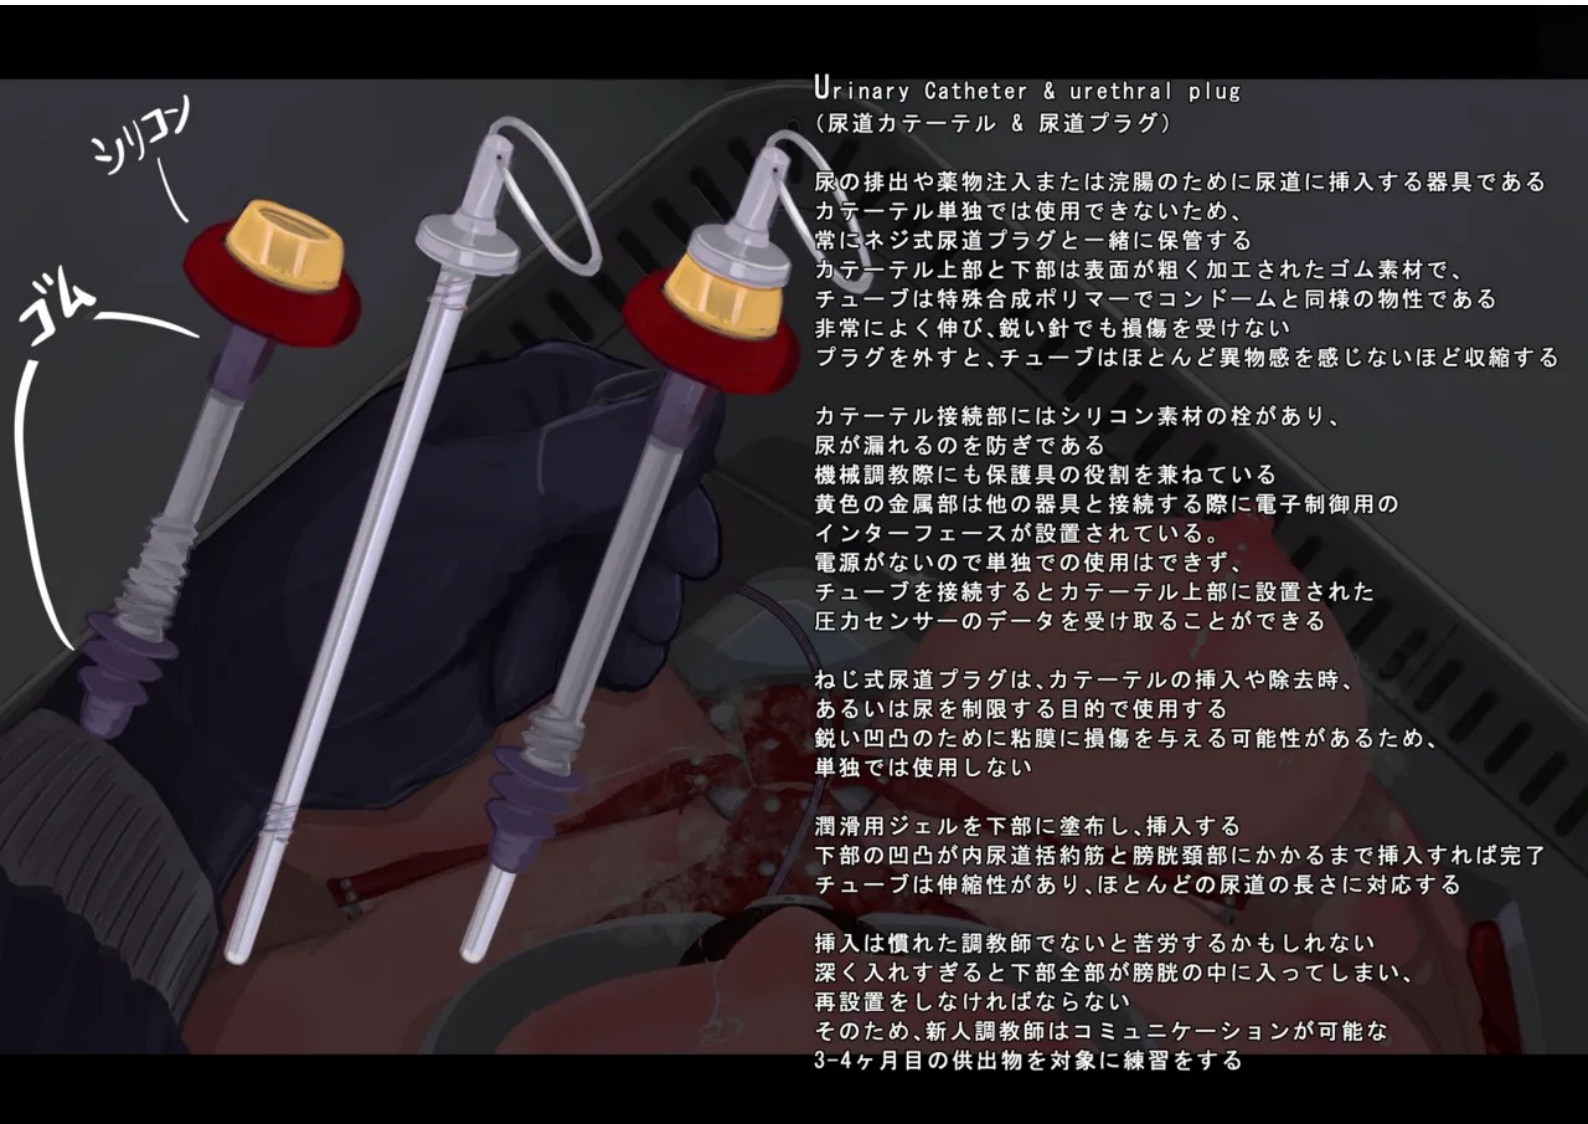 シリコン
ゴム
Urinary Catheter & urethral plug
(尿道カテーテル & 尿道プラグ)
尿の排出や薬物注入または浣腸のために尿道に挿入する器具である
カテーテル単独では使用できないため、
常にネジ式尿道プラグと一緒に保管する
カテーテル上部と下部は表面が粗く加工されたゴム素材で、
チューブは特殊合成ポリマーでコンドームと同様の物性である
非常によく伸び、鋭い針でも損傷を受けない
プラグを外すと、チューブはほとんど異物感を感じないほど収縮する
カテーテル接続部にはシリコン素材の栓があり、
尿が漏れるのを防ぎである
機械調教際にも保護具の役割を兼ねている
黄色の金属部は他の器具と接続する際に電子制御用の
インターフェースが設置されている。
電源がないので単独での使用はできず、
チューブを接続するとカテーテル上部に設置された
圧力センサーのデータを受け取ることができる
ねじ式尿道プラグは、カテーテルの挿入や除去時、
あるいは尿を制限する目的で使用する
鋭い凹凸のために粘膜に損傷を与える可能性があるため、
単独では使用しない
潤滑用ジェルを下部に塗布し、挿入する
下部の凹凸が内尿道括約筋と膀胱頚部にかかるまで挿入すれば完了
チューブは伸縮性があり、ほとんどの尿道の長さに対応する
挿入は慣れた調教師でないと苦労するかもしれない
深く入れすぎると下部全部が膀胱の中に入ってしまい、
再設置をしなければならない
そのため、新人調教師はコミュニケーションが可能な
3-4ヶ月目の供出物を対象に練習をする